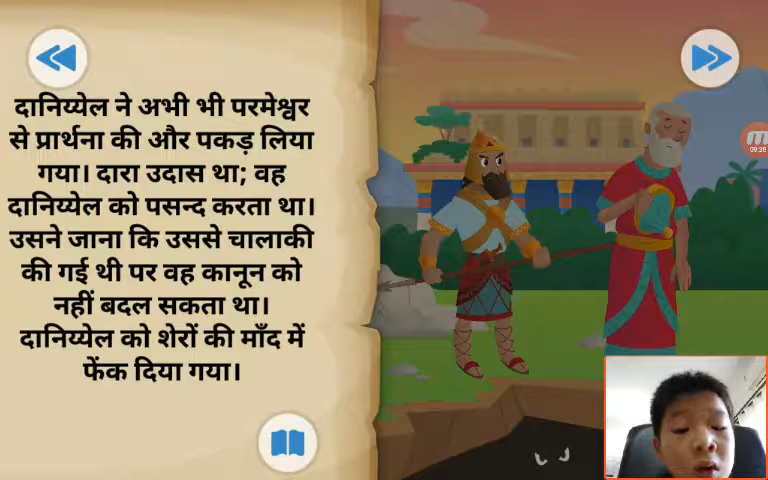 दानिय्येल ने अभी भी परमेश्वर
से प्रार्थना की और पकड़ लिया
गया। दारा उदास था; वह
दानिय्येल को पसन्द करता था।
उसने जाना कि उससे चालाकी
की गई थी पर वह कानून को
नहीं बदल सकता था।
दानिय्येल को शेरों की माँद में
फेंक दिया गया।